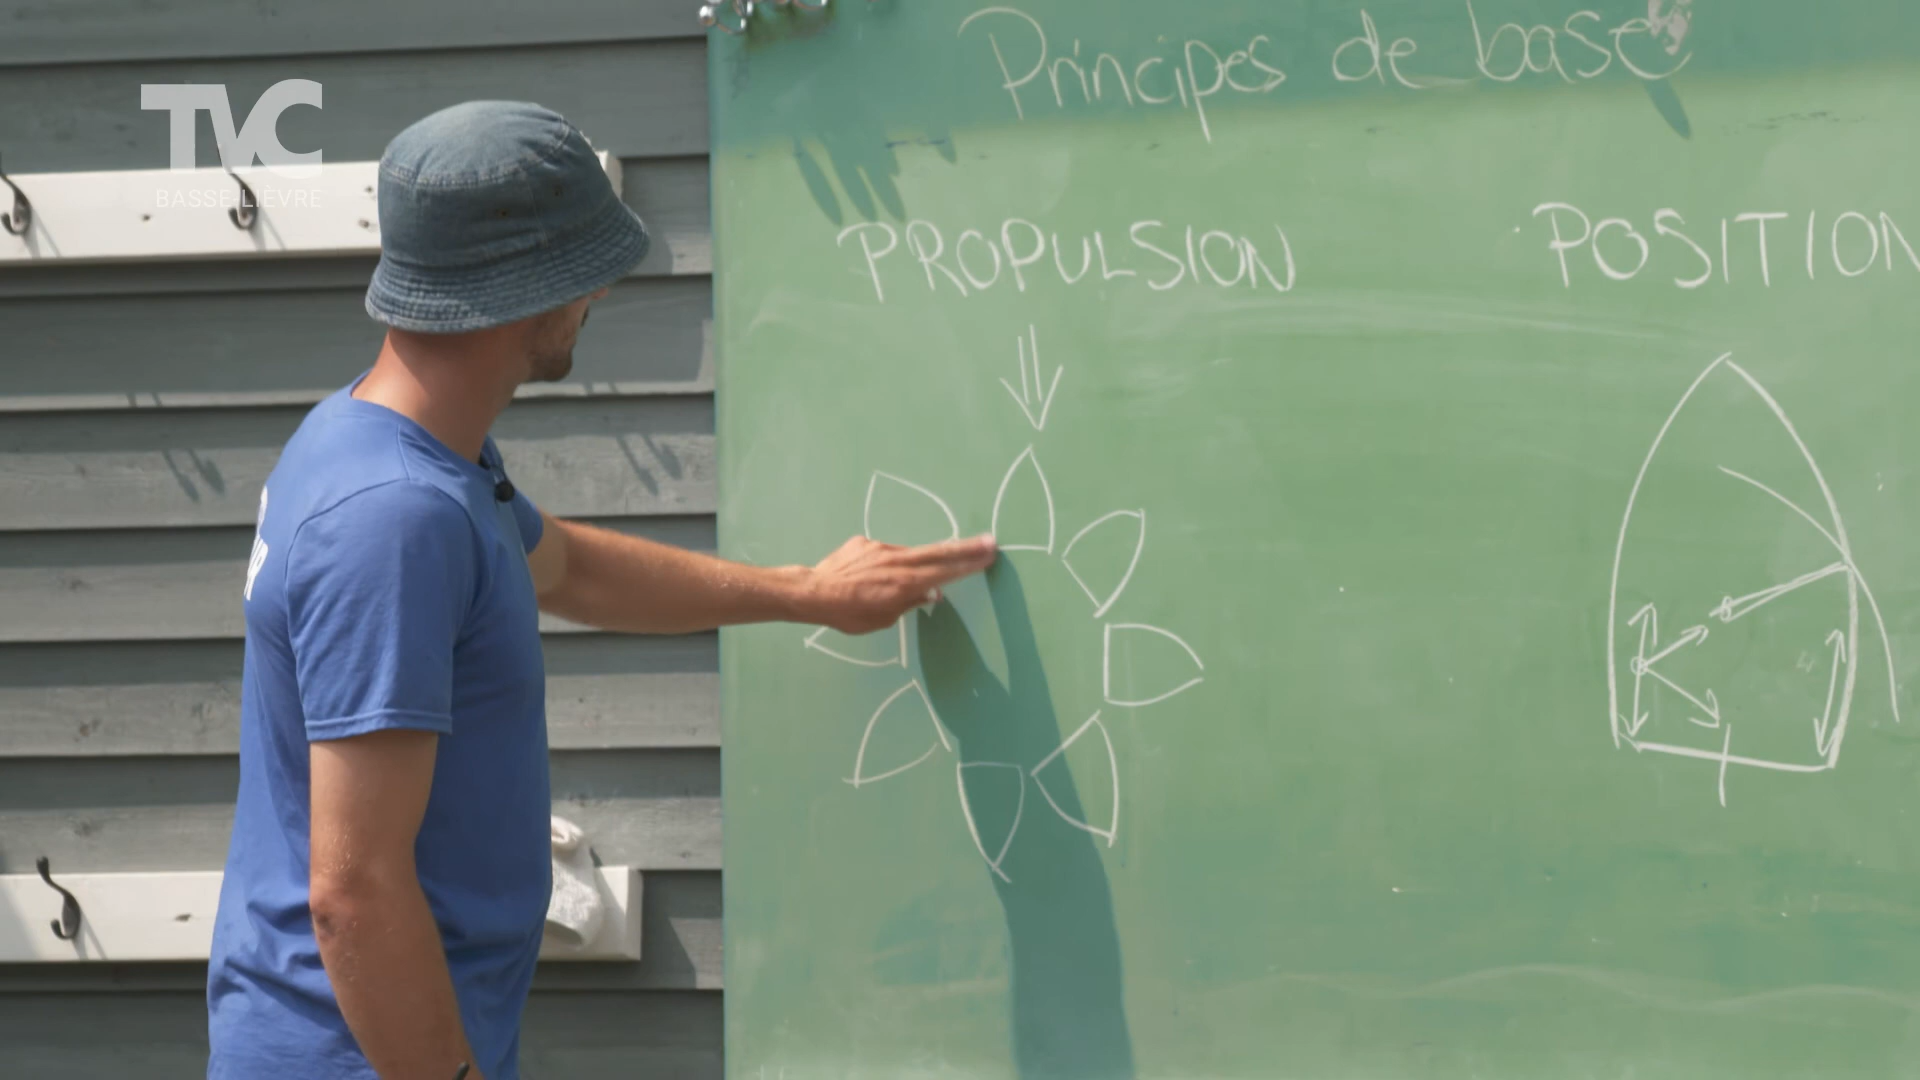 Principes de base
TVC
BASSE-LIÈVRE
PROPULSION
POSITION